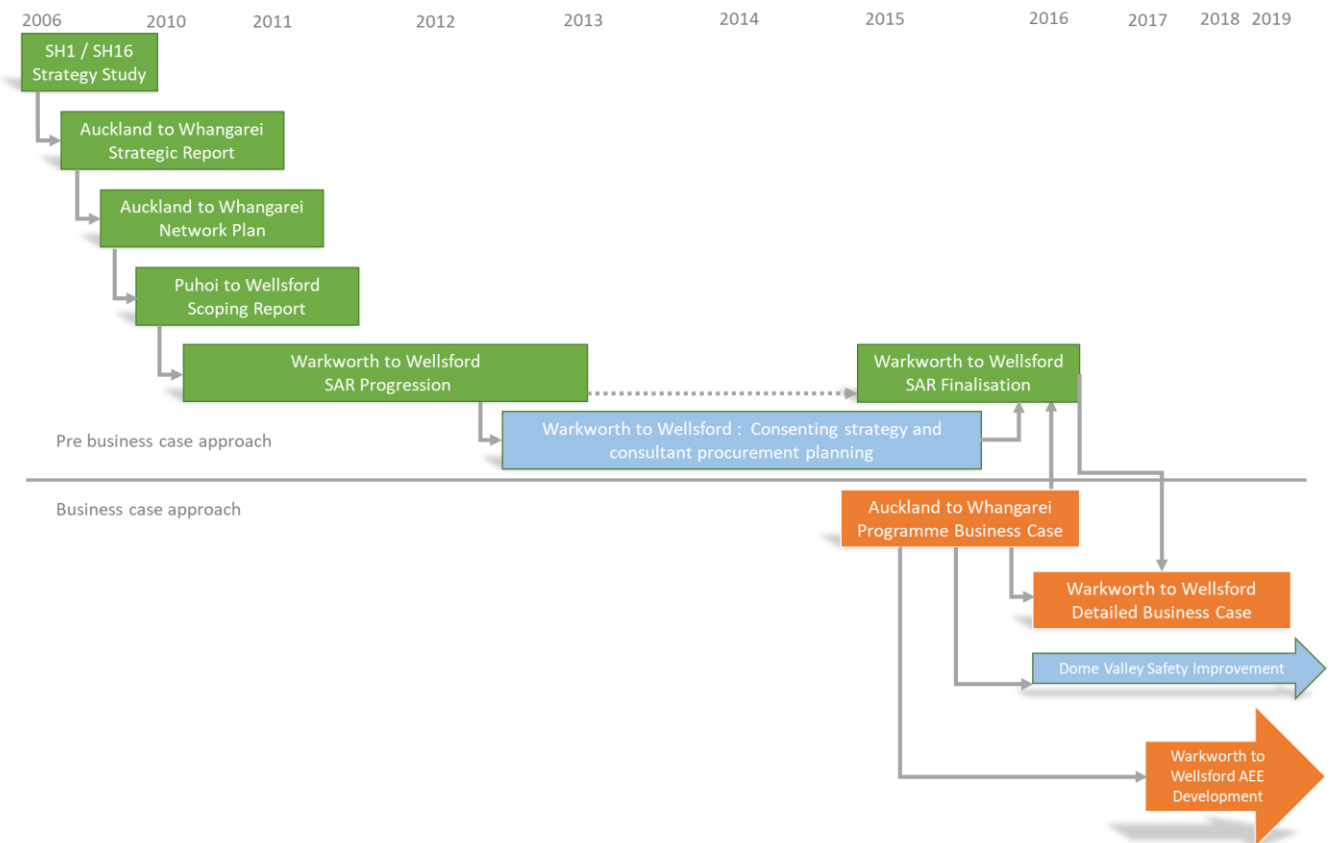 2006 2010 2011 2012 2013 2014 2015 2016 2017 2018 2019
SH1 / SH16
Strategy Study
Auckland to Whangarei
Strategic Report
Auckland to Whangarei
Network Plan
Puhoi to Wellsford
Scoping Report
Warkworth to Wellsford
SAR Progression
Warkworth to Wellsford
SAR Finalisation
Warkworth to Wellsford : Consenting strategy and
consultant procurement planning
Pre business case approach
Business case approach
Auckland to Whangarei
Programme Business Case
Warkworth to Wellsford
Detailed Business Case
Dome Valley Safety Improvement
Warkworth to
Wellsford AEE
Development